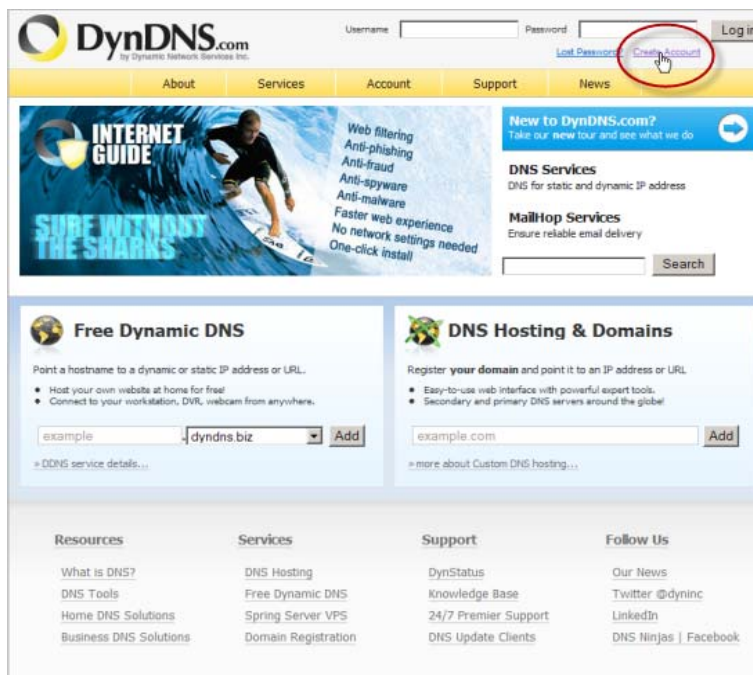 Username
Password
Log in
DynDNS.com
by Dynamic Network Services Inc.
Lost Password?
Create Account
About
Services
Account
Support
News
INTERNET
GUIDE
SURF WITHOUT
THE SHARKS
Web filtering
Anti-phishing
Anti-fraud
Anti-spyware
Anti-malware
Faster web experience
No network settings needed
One-click install
New to DynDNS.com?
Take our new tour and see what we do
DNS Services
DNS for static and dynamic IP address
MailHop Services
Ensure reliable email delivery
Search
Free Dynamic DNS
Point a hostname to a dynamic or static IP address or URL.
• Host your own website at home for free!
• Connect to your workstation, DVR, webcam from anywhere.
example
.
dyndns.biz
Add
» DDNS service details...
DNS Hosting & Domains
Register your domain and point it to an IP address or URL
• Easy-to-use web interface with powerful expert tools.
• Secondary and primary DNS servers around the globe!
example.com
Add
» more about Custom DNS hosting...
Resources
What is DNS?
DNS Tools
Home DNS Solutions
Business DNS Solutions
Services
DNS Hosting
Free Dynamic DNS
Spring Server VPS
Domain Registration
Support
DynStatus
Knowledge Base
24/7 Premier Support
DNS Update Clients
Follow Us
Our News
Twitter @dyninc
LinkedIn
DNS Ninjas | Facebook